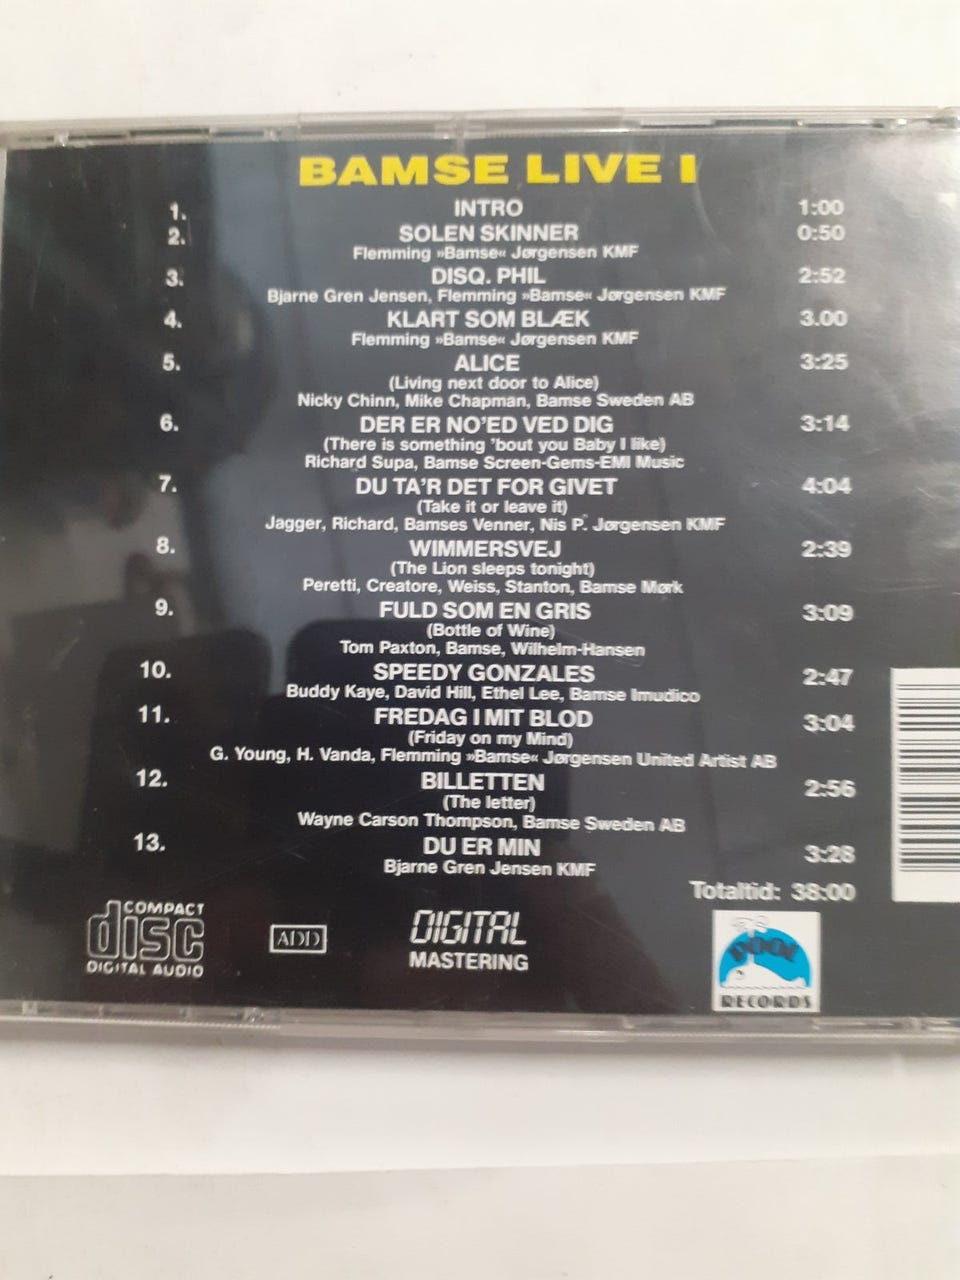 BAMSE LIVE I
1. INTRO 1:00
2. SOLEN SKINNER 0:50
Flemming »Bamse« Jørgensen KMF
3. DISQ. PHIL 2:52
Bjarne Gren Jensen, Flemming »Bamse« Jørgensen KMF
4. KLART SOM BLÆK 3.00
Flemming »Bamse« Jørgensen KMF
5. ALICE 3:25
(Living next door to Alice)
Nicky Chinn, Mike Chapman, Bamse Sweden AB
6. DER ER NO'ED VED DIG 3:14
(There is something 'bout you Baby I like)
Richard Supa, Bamse Screen-Gems-EMI Music
7. DU TA'R DET FOR GIVET 4:04
(Take it or leave it)
Jagger, Richard, Bamses Venner, Nis P. Jørgensen KMF
8. WIMMERSVEJ 2:39
(The Lion sleeps tonight)
Peretti, Creatore, Weiss, Stanton, Bamse Mørk
9. FULD SOM EN GRIS 3:09
(Bottle of Wine)
Tom Paxton, Bamse, Wilhelm-Hansen
10. SPEEDY GONZALES 2:47
Buddy Kaye, David Hill, Ethel Lee, Bamse Imudico
11. FREDAG I MIT BLOD 3:04
(Friday on my Mind)
G. Young, H. Vanda, Flemming »Bamse« Jørgensen United Artist AB
12. BILLETTEN 2:56
(The letter)
Wayne Carson Thompson, Bamse Sweden AB
13. DU ER MIN 3:28
Bjarne Gren Jensen KMF
Totaltid: 38:00
COMPACT
disc
DIGITAL AUDIO
ADD
DIGITAL
MASTERING
POOL
RECORDS